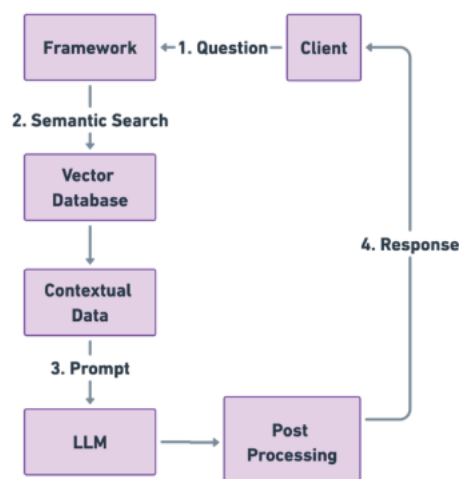 Framework
1. Question
Client
2. Semantic Search
Vector
Database
4. Response
Contextual
Data
3. Prompt
LLM
Post
Processing